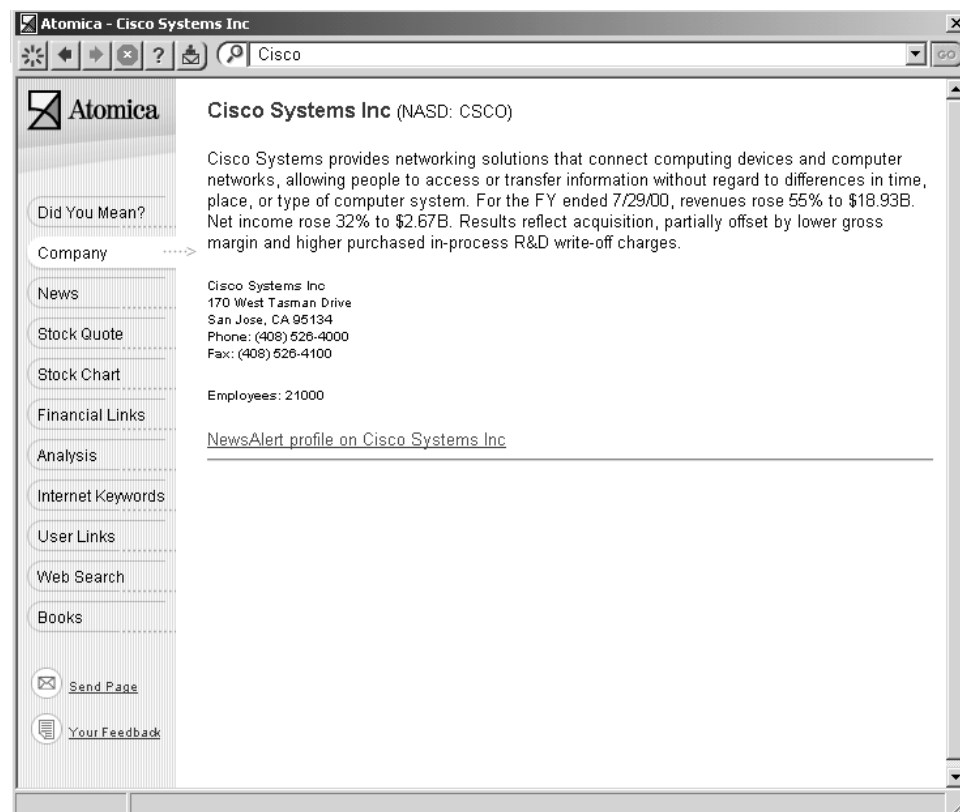 Atomica - Cisco Systems Inc
? Cisco GO
Atomica
Did You Mean?
Company
News
Stock Quote
Stock Chart
Financial Links
Analysis
Internet Keywords
User Links
Web Search
Books
Send Page
Your Feedback
Cisco Systems Inc (NASD: CSCO)
Cisco Systems provides networking solutions that connect computing devices and computer
networks, allowing people to access or transfer information without regard to differences in time,
place, or type of computer system. For the FY ended 7/29/00, revenues rose 55% to $18.93B.
Net income rose 32% to $2.67B. Results reflect acquisition, partially offset by lower gross
margin and higher purchased in-process R&D write-off charges.
Cisco Systems Inc
170 West Tasman Drive
San Jose, CA 95134
Phone: (408) 526-4000
Fax: (408) 526-4100
Employees: 21000
NewsAlert profile on Cisco Systems Inc